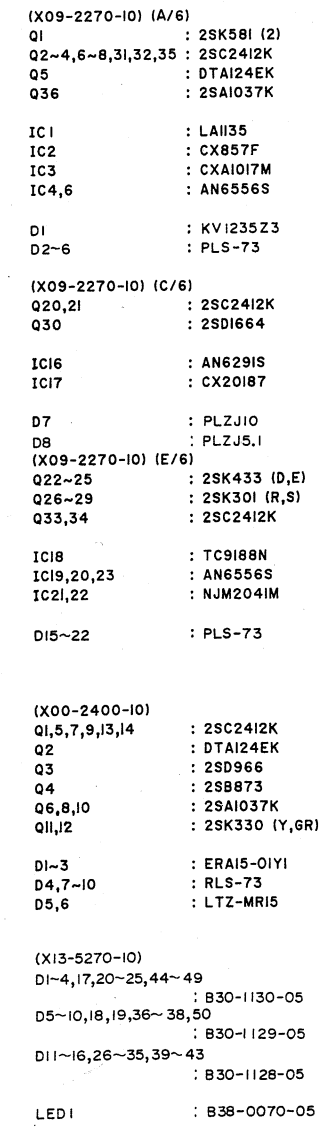 (X09-2270-10) (A/6)
Q1 : 2SK581 (2)
Q2~4,6~8,31,32,35 : 2SC2412K
Q5 : DTA124EK
Q36 : 2SA1037K
IC1 : LA1135
IC2 : CX857F
IC3 : CXA1017M
IC4,6 : AN6556S
D1 : KV1235Z3
D2~6 : PLS-73
(X09-2270-10) (C/6)
Q20,21 : 2SC2412K
Q30 : 2SD1664
IC16 : AN6291S
IC17 : CX20187
D7 : PLZJ10
D8 : PLZJ5.1
(X09-2270-10) (E/6)
Q22~25 : 2SK433 (D,E)
Q26~29 : 2SK301 (R,S)
Q33,34 : 2SC2412K
IC18 : TC9188N
IC19,20,23 : AN6556S
IC21,22 : NJM2041M
D15~22 : PLS-73
(X00-2400-10)
Q1,5,7,9,13,14 : 2SC2412K
Q2 : DTA124EK
Q3 : 2SD966
Q4 : 2SB873
Q6,8,10 : 2SA1037K
Q11,12 : 2SK330 (Y,GR)
D1~3 : ERA15-01Y1
D4,7~10 : RLS-73
D5,6 : LTZ-MR15
(X13-5270-10)
D1~4,17,20~25,44~49
: B30-1130-05
D5~10,18,19,36~38,50
: B30-1129-05
D11~16,26~35,39~43
: B30-1128-05
LED1 : B38-0070-05